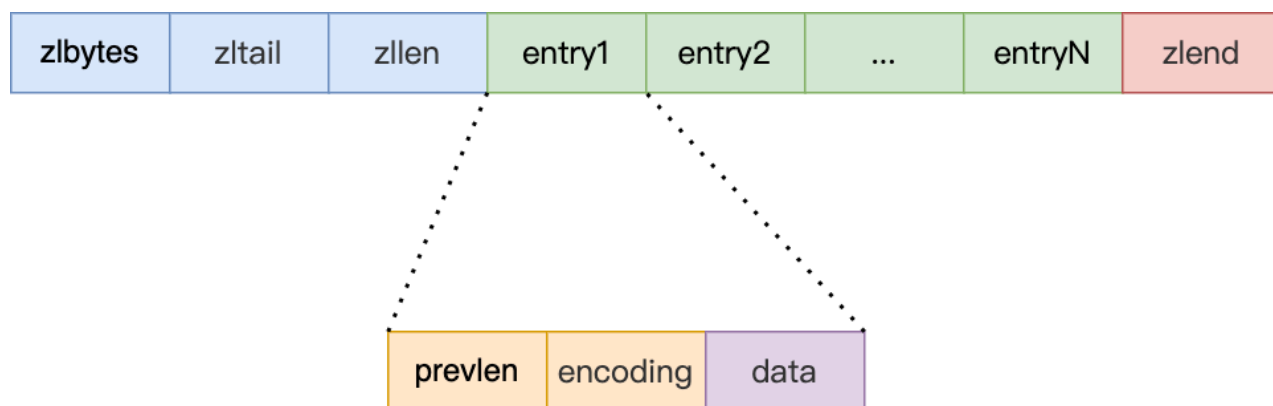 zlbytes zltail zllen entry1 entry2 ... entryN zlend
prevlen encoding data